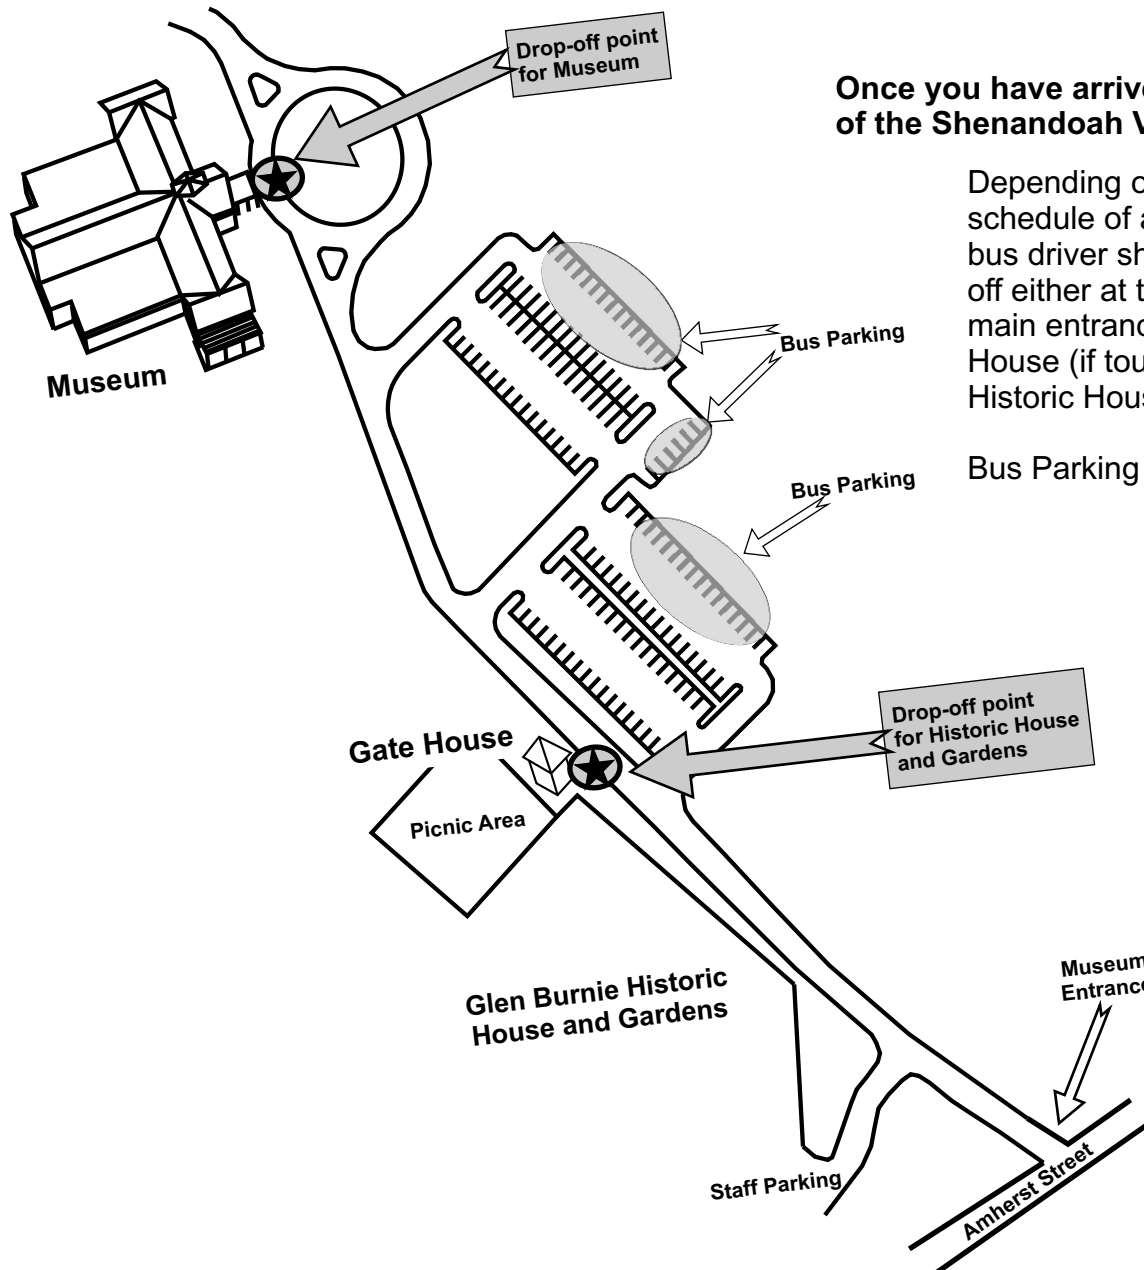 Drop-off point
for Museum
Once you have arrive
of the Shenandoah V
Depending o
schedule of a
bus driver sh
off either at t
main entranc
House (if tou
Historic Hous
Bus Parking
Bus Parking
Museum
Bus Parking
Drop-off point
for Historic House
and Gardens
Gate House
Picnic Area
Glen Burnie Historic
House and Gardens
Museum
Entrance
Staff Parking
Amherst Street